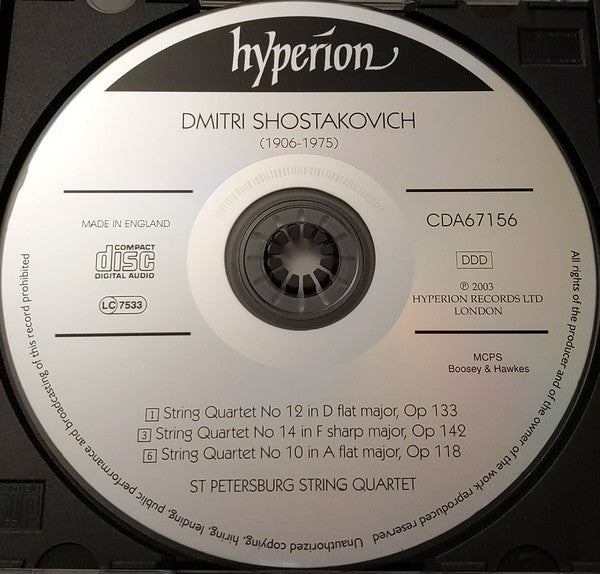 hyperion
DMITRI SHOSTAKOVICH
(1906-1975)
MADE IN ENGLAND
COMPACT
disc
DIGITAL AUDIO
LC 7533
CDA67156
DDD
℗ 2003
HYPERION RECORDS LTD
LONDON
MCPS
Boosey & Hawkes
1 String Quartet No 12 in D flat major, Op 133
3 String Quartet No 14 in F sharp major, Op 142
6 String Quartet No 10 in A flat major, Op 118
ST PETERSBURG STRING QUARTET
All rights of the producer and of the owner of the work reproduced reserved. Unauthorized copying, hiring, lending, public performance and broadcasting of this record prohibited